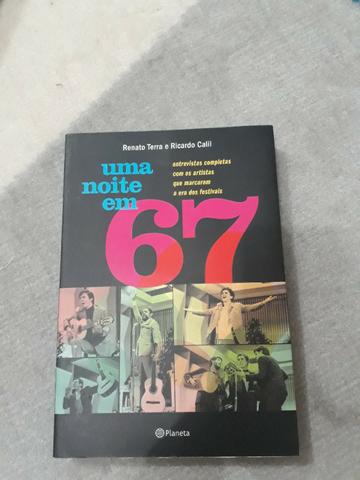 Renato Terra e Ricardo Calil
uma
noite
em
67
entrevistas completas
com os artistas
que marcaram
a era dos festivais
Planeta